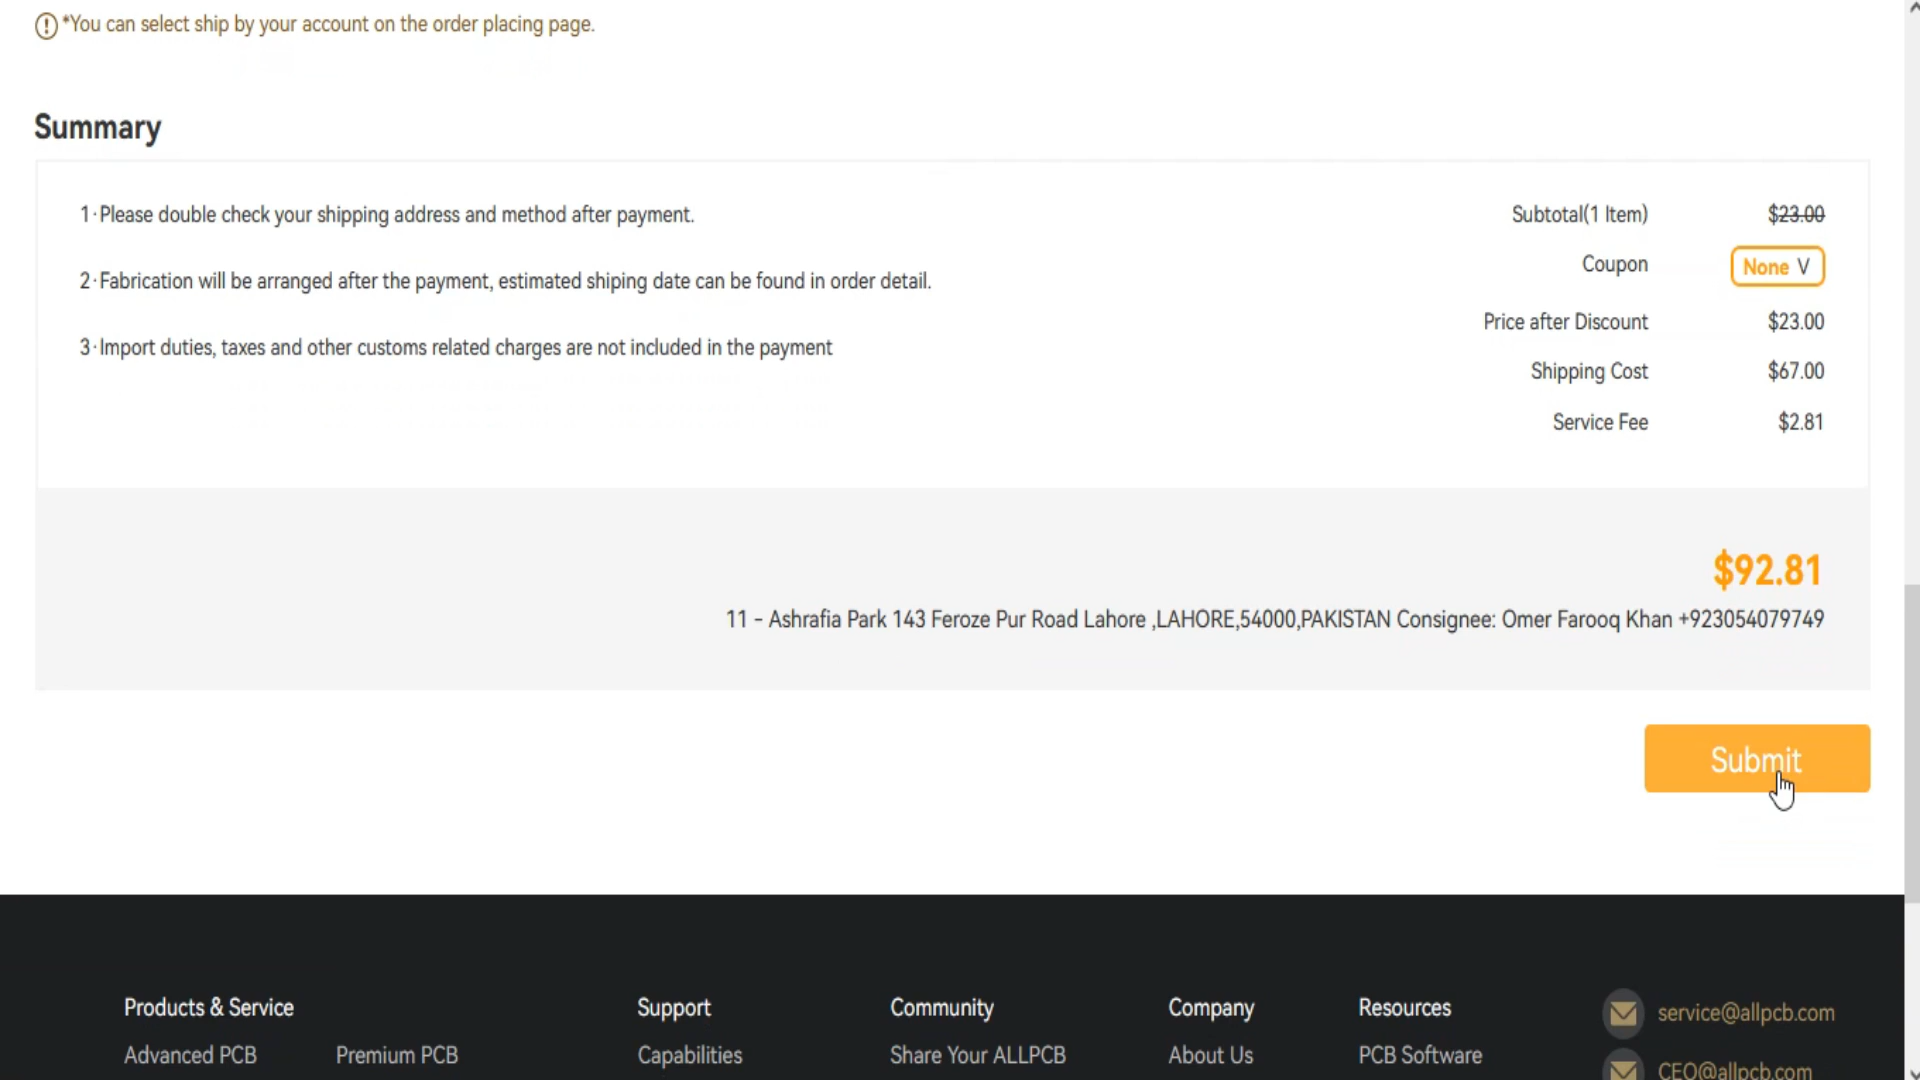 *You can select ship by your account on the order placing page.
Summary
1·Please double check your shipping address and method after payment.
2·Fabrication will be arranged after the payment, estimated shiping date can be found in order detail.
3·Import duties, taxes and other customs related charges are not included in the payment
Subtotal(1 Item) $23.00
Coupon None V
Price after Discount $23.00
Shipping Cost $67.00
Service Fee $2.81
$92.81
11 - Ashrafia Park 143 Feroze Pur Road Lahore ,LAHORE,54000,PAKISTAN Consignee: Omer Farooq Khan +923054079749
Submit
Products & Service
Advanced PCB Premium PCB
Support
Capabilities
Community
Share Your ALLPCB
Company
About Us
Resources
PCB Software
service@allpcb.com
CEO@allpcb.com